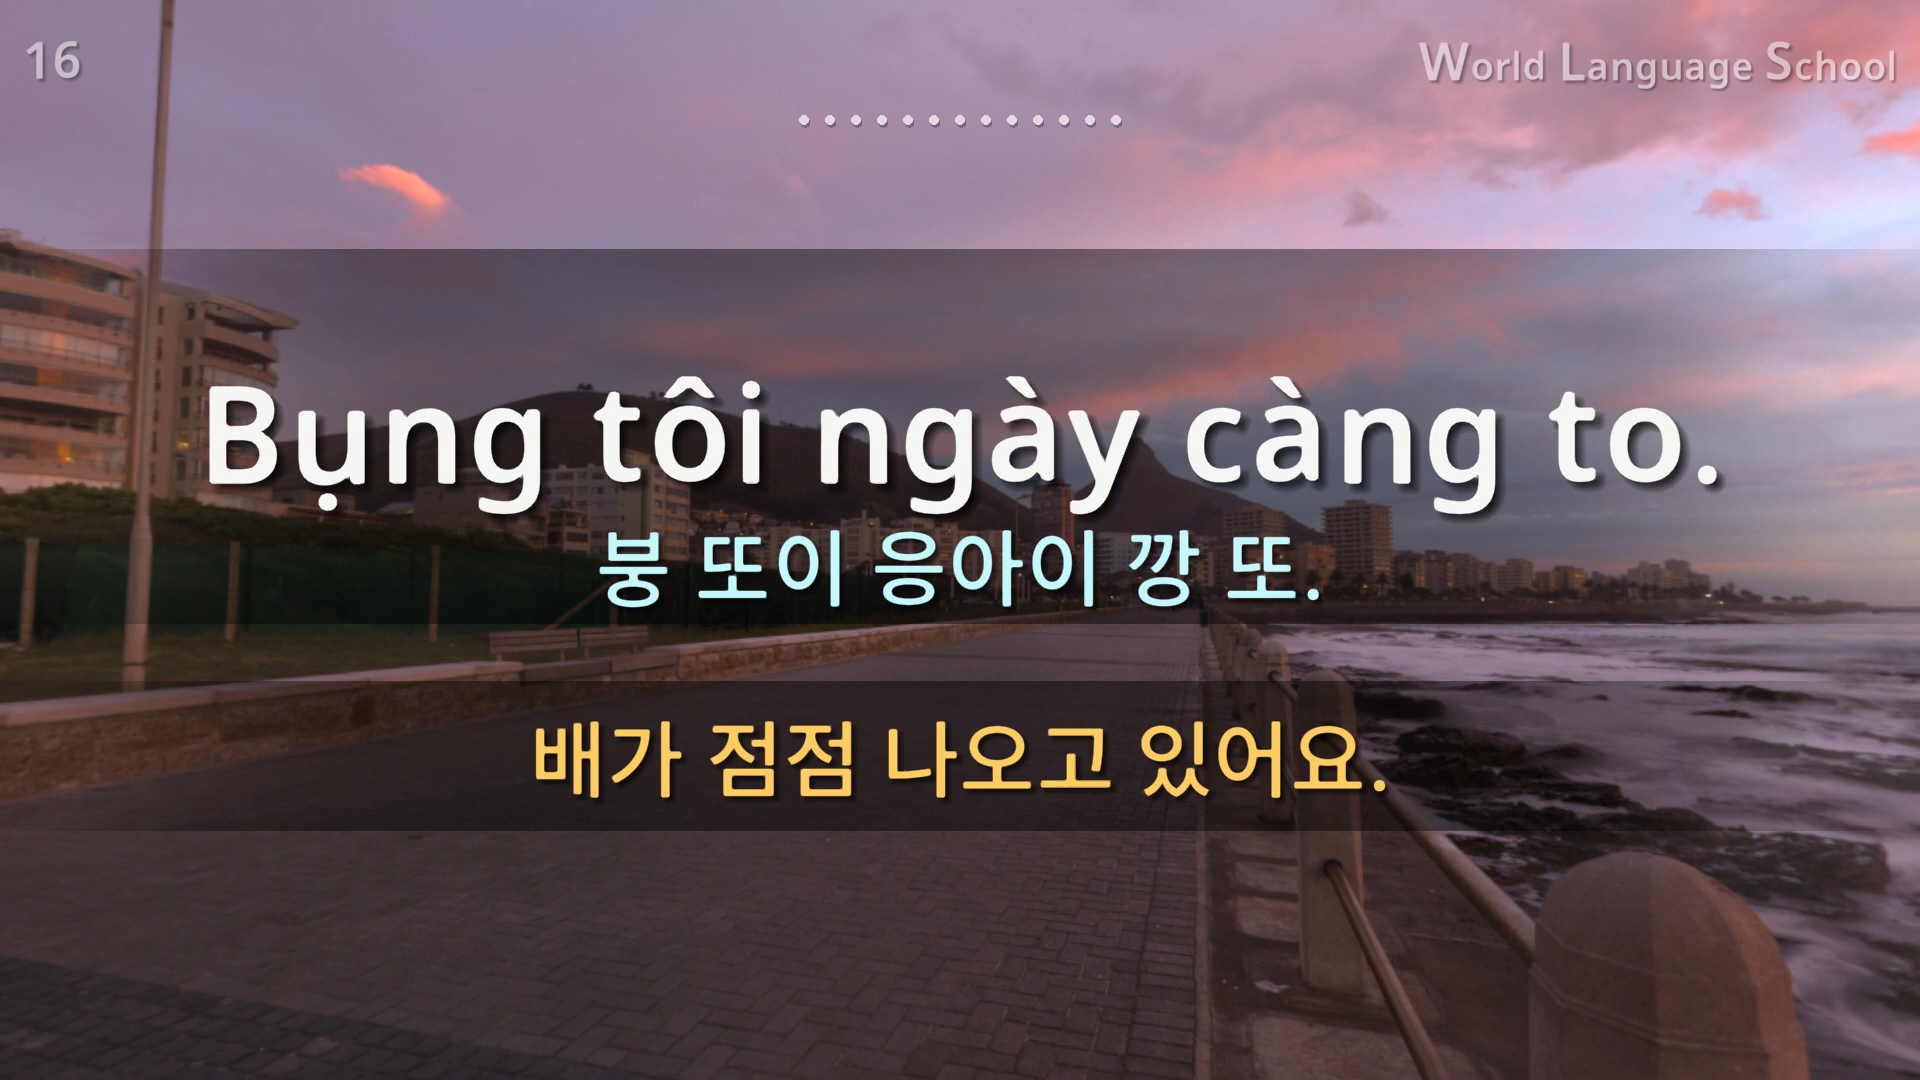 16
World Language School
Bụng tôi ngày càng to.
붕 또이 응아이 깡 또.
배가 점점 나오고 있어요.